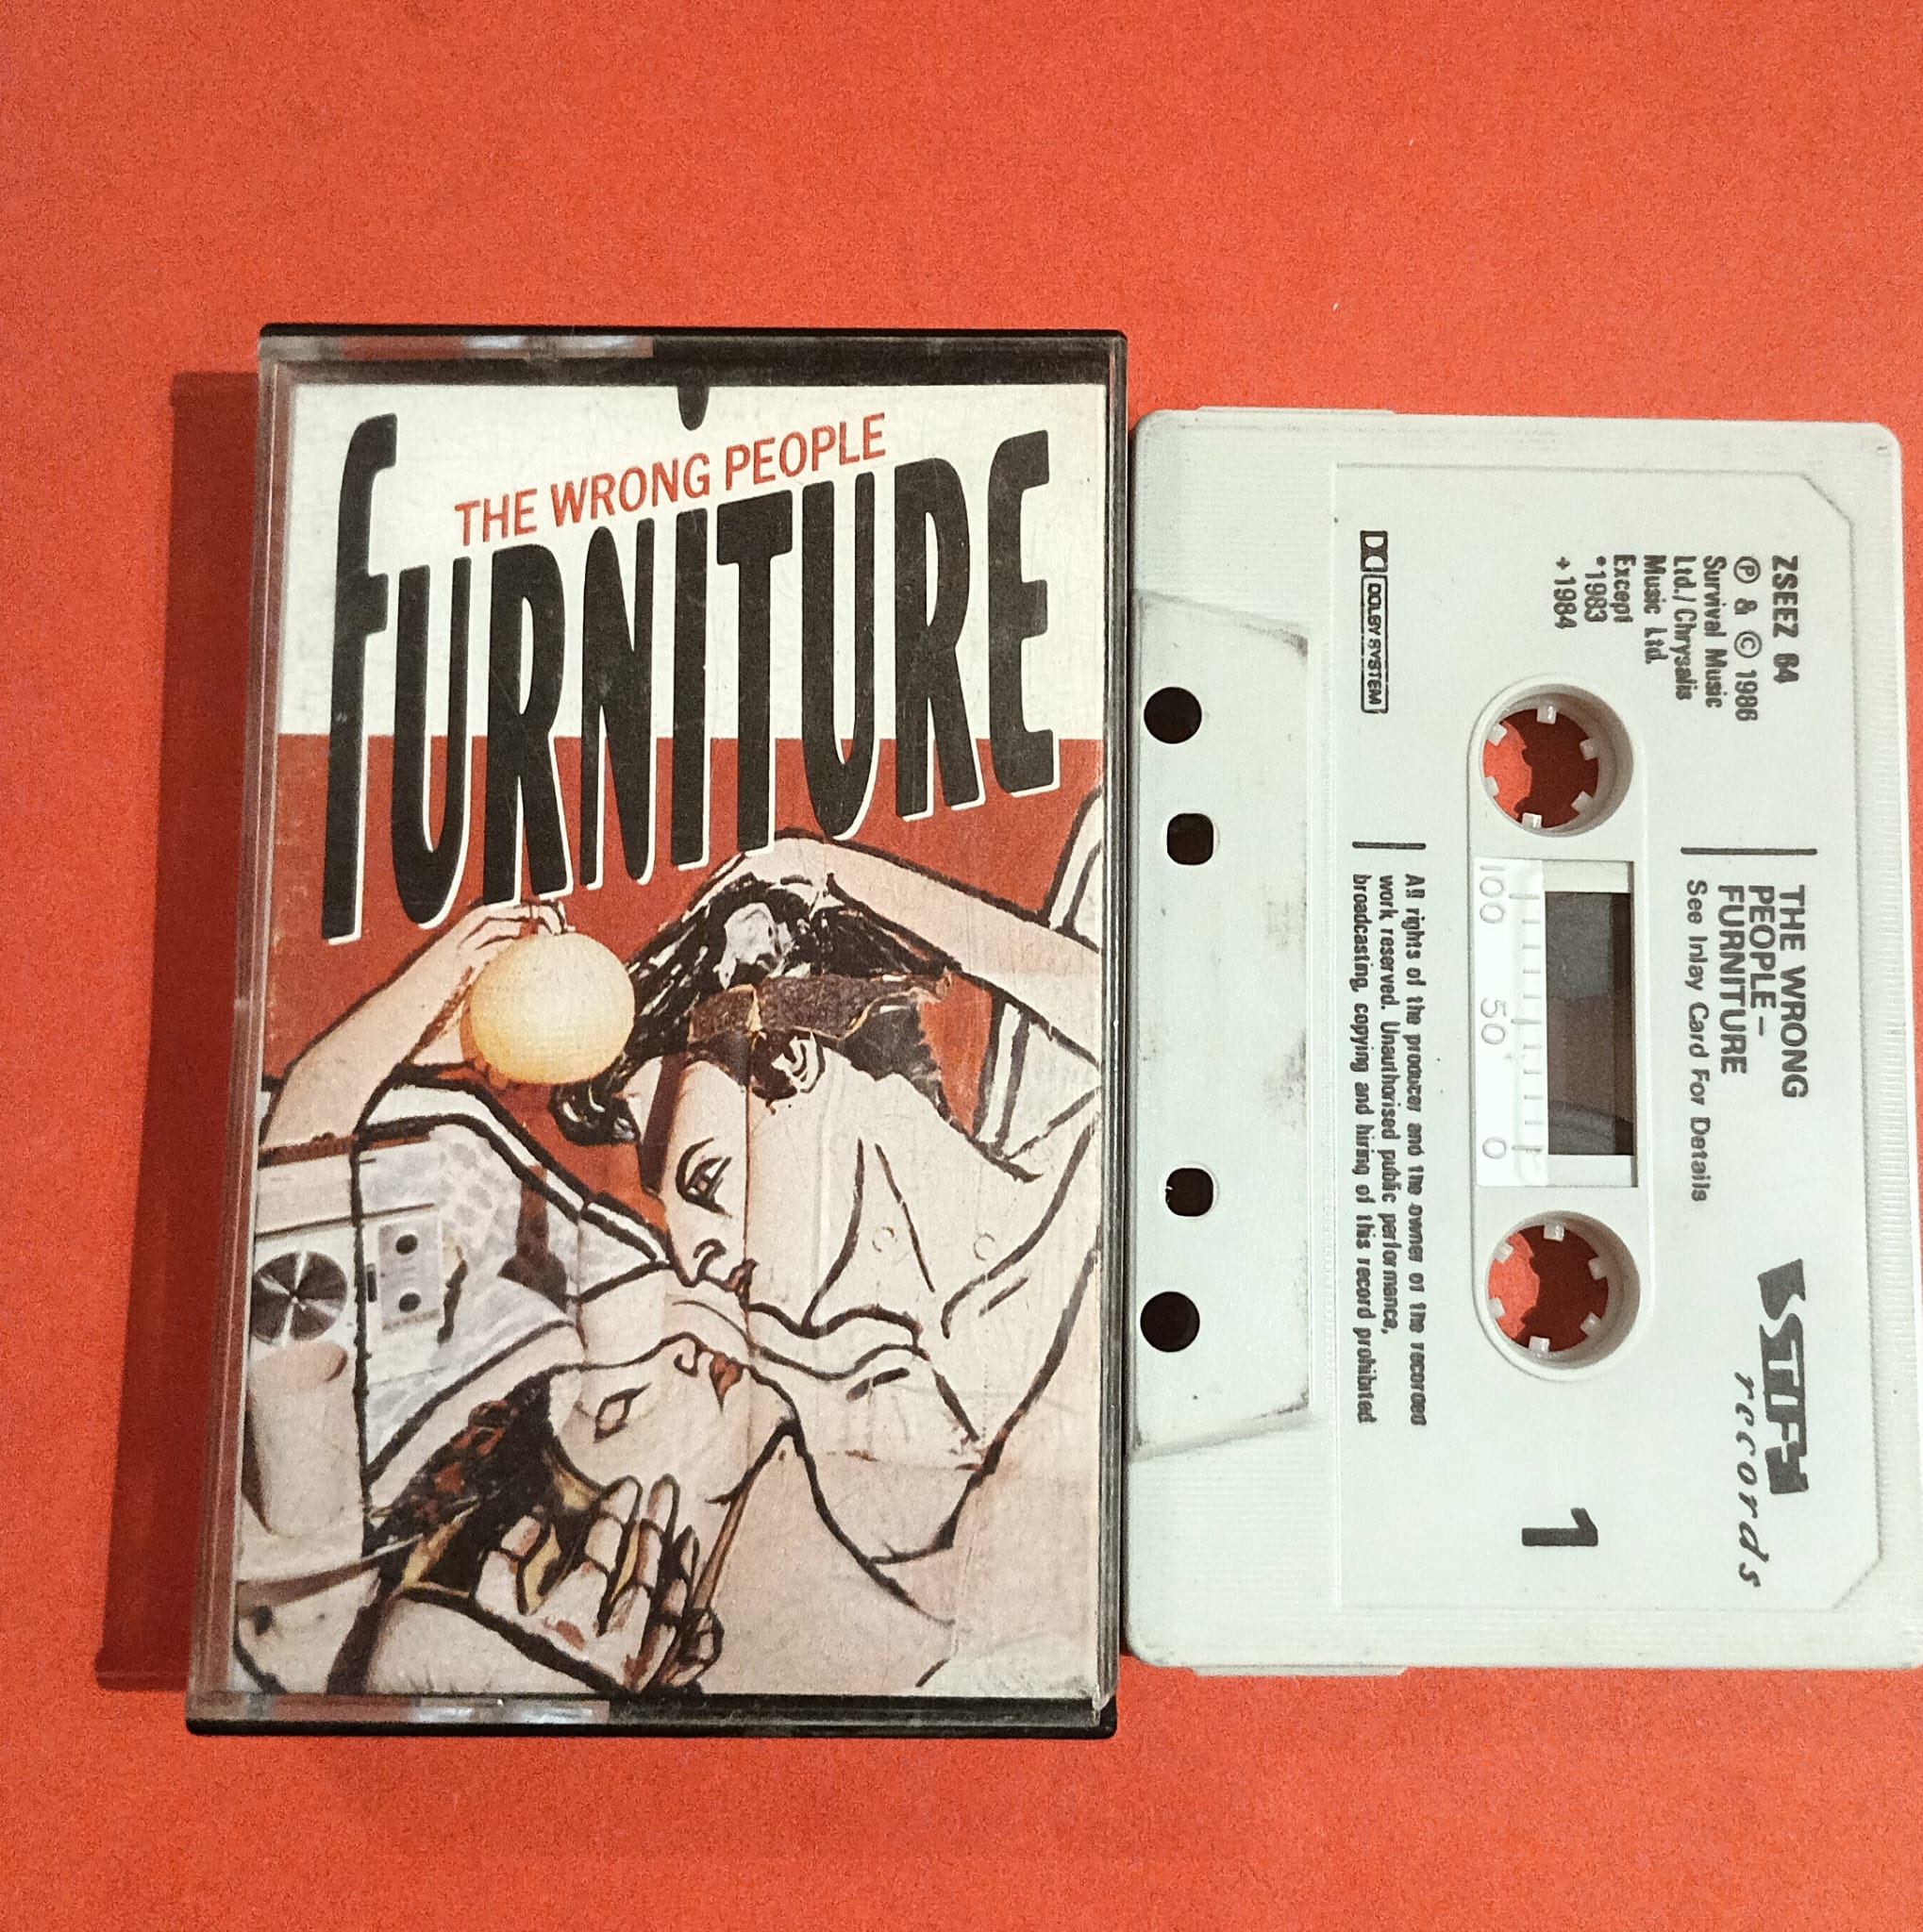 THE WRONG PEOPLE
fURNiTURE
ZSEEZ 64
Ⓟ & © 1986
Survival Music
Ltd./ Chrysalis
Music Ltd.
Except
*1983
+1984
THE WRONG
PEOPLE –
FURNITURE
See Inlay Card For Details
STIFF
records
1
DOLBY SYSTEM
100 50 0
All rights of the producer and the owner of the recorded
work reserved. Unauthorised public performance,
broadcasting, copying and hiring of this record prohibited